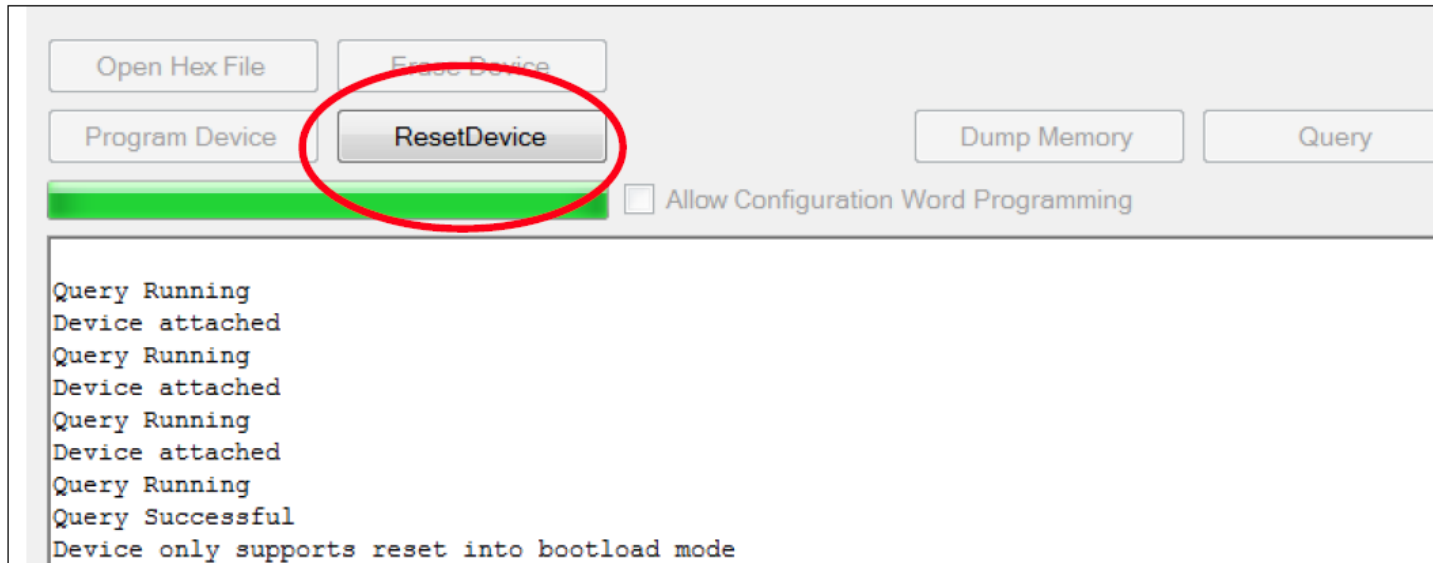 Open Hex File Erase Device
Program Device ResetDevice Dump Memory Query
Allow Configuration Word Programming
Query Running
Device attached
Query Running
Device attached
Query Running
Device attached
Query Running
Query Successful
Device only supports reset into bootload mode